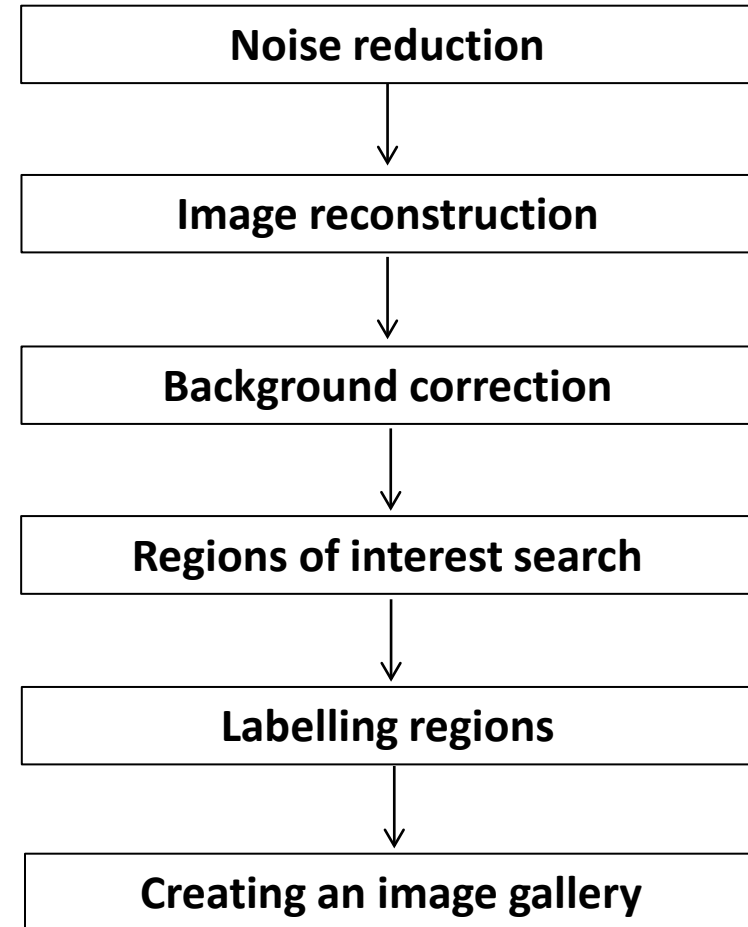 Noise reduction
Image reconstruction
Background correction
Regions of interest search
Labelling regions
Creating an image gallery